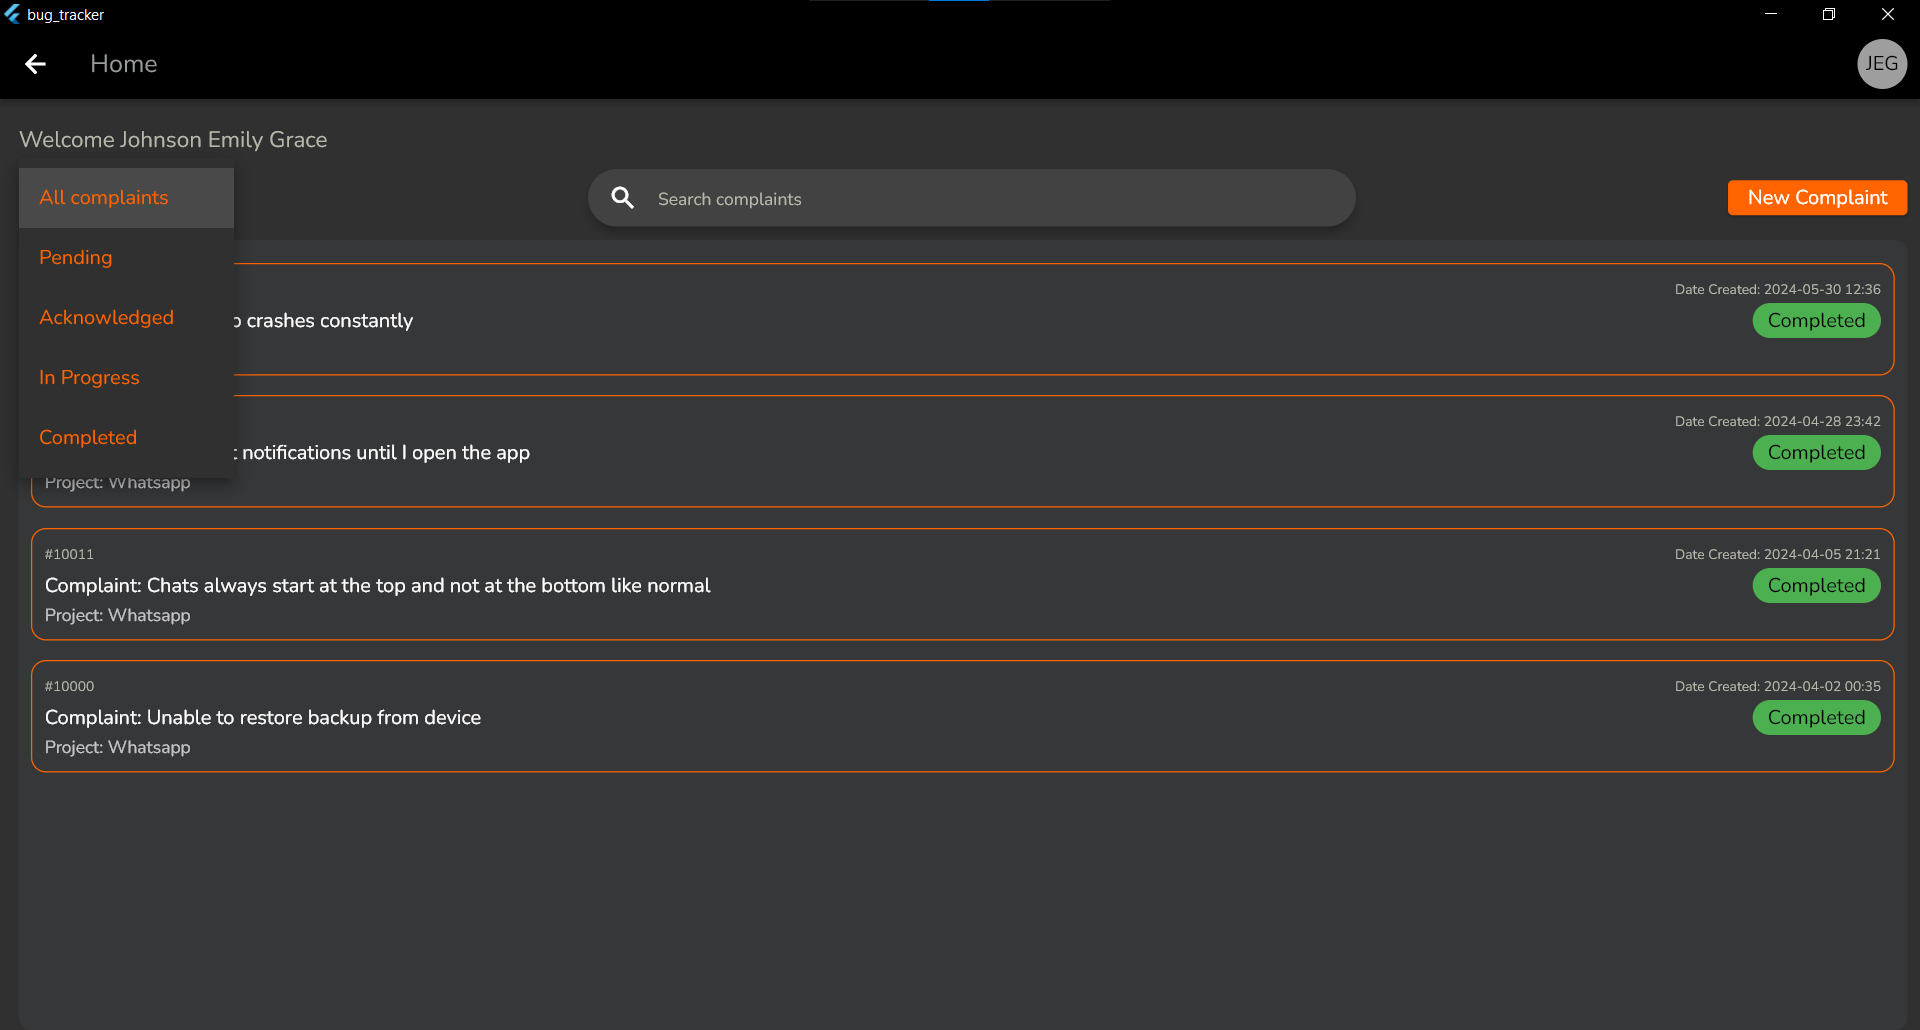 bug_tracker
Home
JEG
Welcome Johnson Emily Grace
All complaints
Search complaints
New Complaint
Pending
Date Created: 2024-05-30 12:36
Acknowledged
crashes constantly
Completed
In Progress
Date Created: 2024-04-28 23:42
Completed
notifications until I open the app
Completed
Project: Whatsapp
#10011
Date Created: 2024-04-05 21:21
Complaint: Chats always start at the top and not at the bottom like normal
Completed
Project: Whatsapp
#10000
Date Created: 2024-04-02 00:35
Complaint: Unable to restore backup from device
Completed
Project: Whatsapp